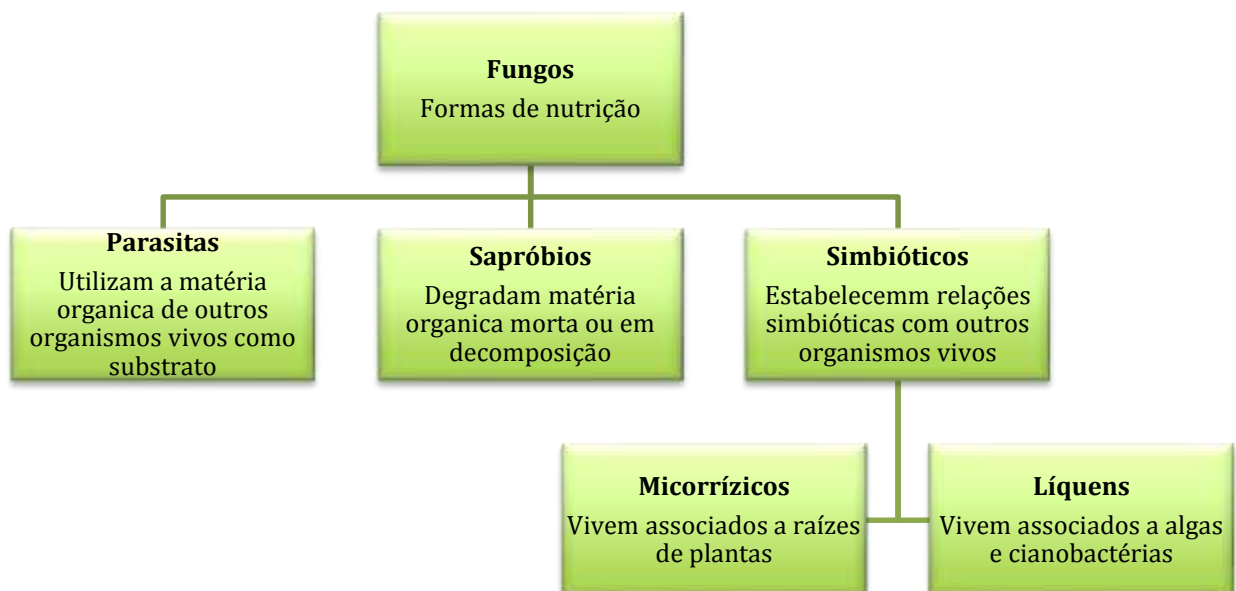 Fungos
Formas de nutrição
Parasitas
Utilizam a matéria
organica de outros
organismos vivos como
substrato
Sapróbios
Degradam matéria
organica morta ou em
decomposição
Simbióticos
Estabelecemm relações
simbióticas com outros
organismos vivos
Micorrízicos
Vivem associados a raízes
de plantas
Líquens
Vivem associados a algas
e cianobactérias